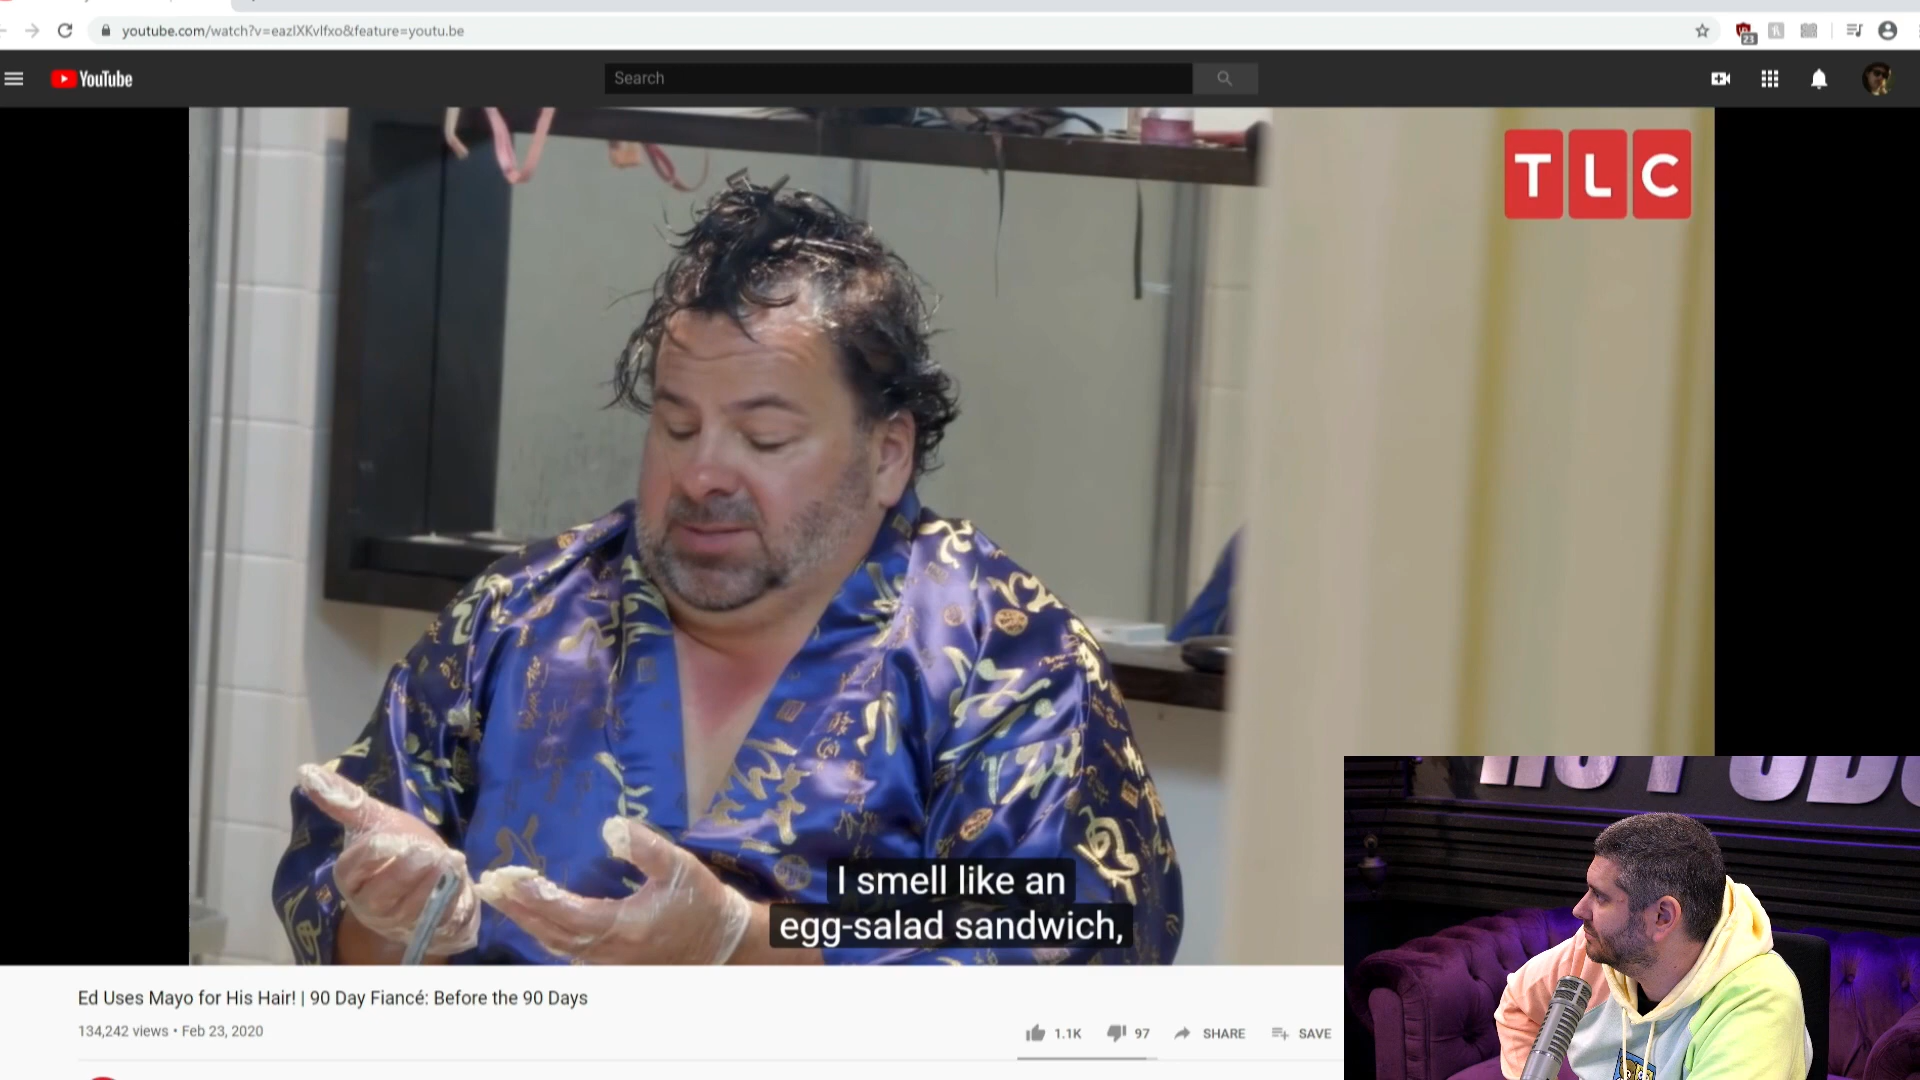 youtube.com/watch?v=eazlXKvlfxo&feature=youtu.be
23
YouTube
Search
TLC
I smell like an
egg-salad sandwich,
Ed Uses Mayo for His Hair! | 90 Day Fiancé: Before the 90 Days
134,242 views • Feb 23, 2020
1.1K
97
SHARE
SAVE